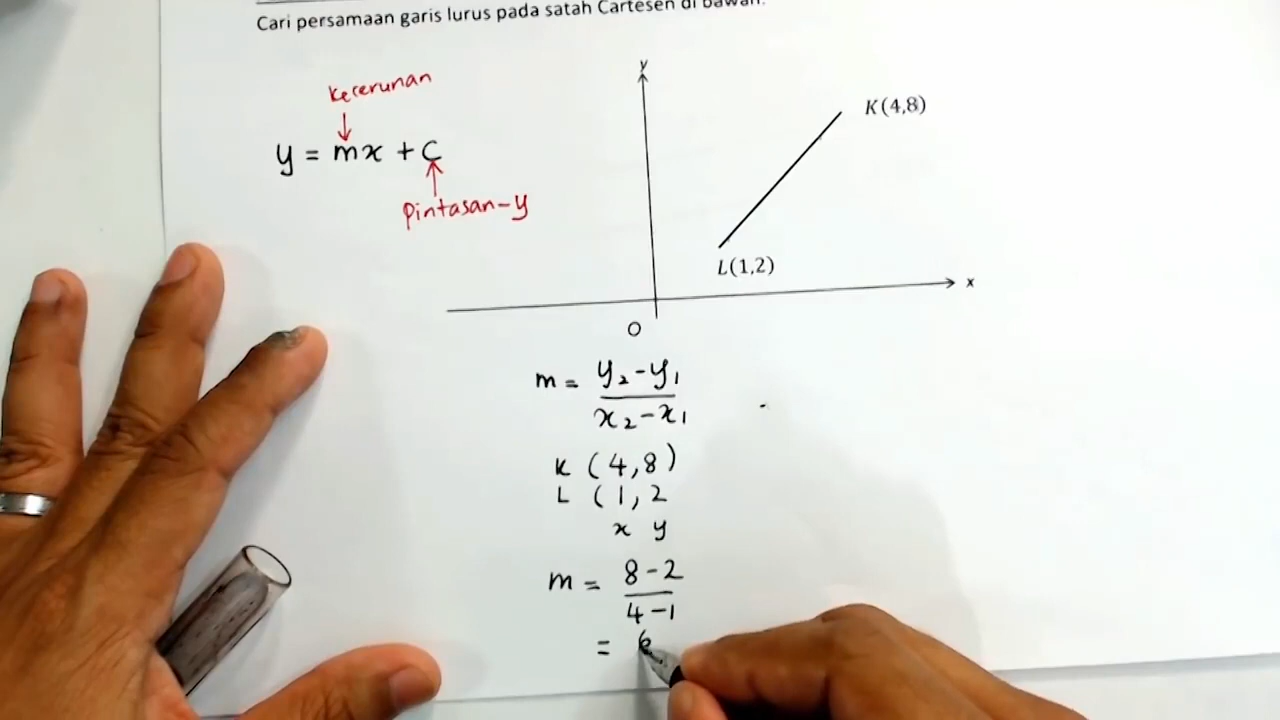 Cari persamaan garis lurus pada satah Cartesen di bawah.
kecerunan
y = mx + c
pintasan-y
y
K(4,8)
L(1,2)
x
O
m = y₂ - y₁
x₂ - x₁
K (4,8)
L (1,2
x y
m = 8 - 2
4 - 1
= 6